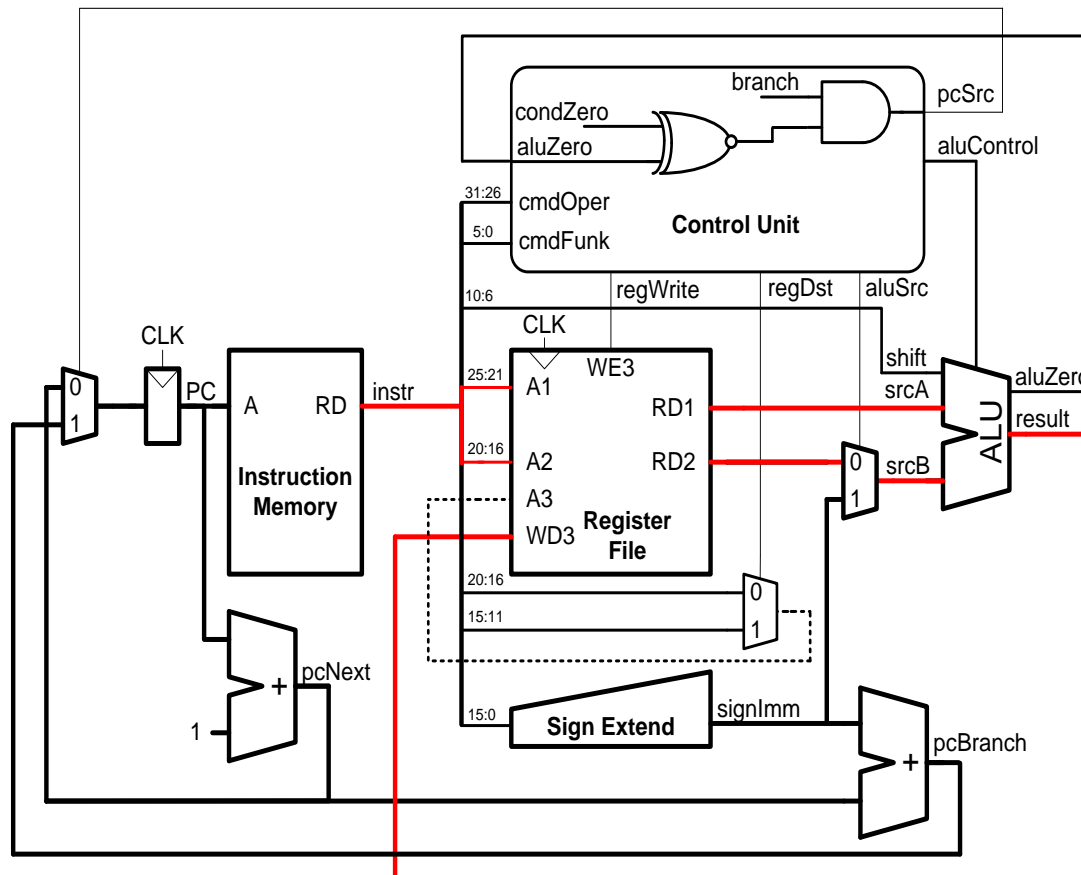 branch
pcSrc
condZero
aluZero
aluControl
31:26
cmdOper
Control Unit
5:0
cmdFunk
regWrite
regDst
aluSrc
10:6
CLK
CLK
shift
WE3
25:21
A1
srcA
aluZero
0
PC
instr
A
RD
RD1
result
1
ALU
20:16
A2
RD2
0
srcB
Instruction
Memory
A3
1
WD3
Register
File
20:16
0
15:11
1
pcNext
+
1
15:0
Sign Extend
signImm
pcBranch
+